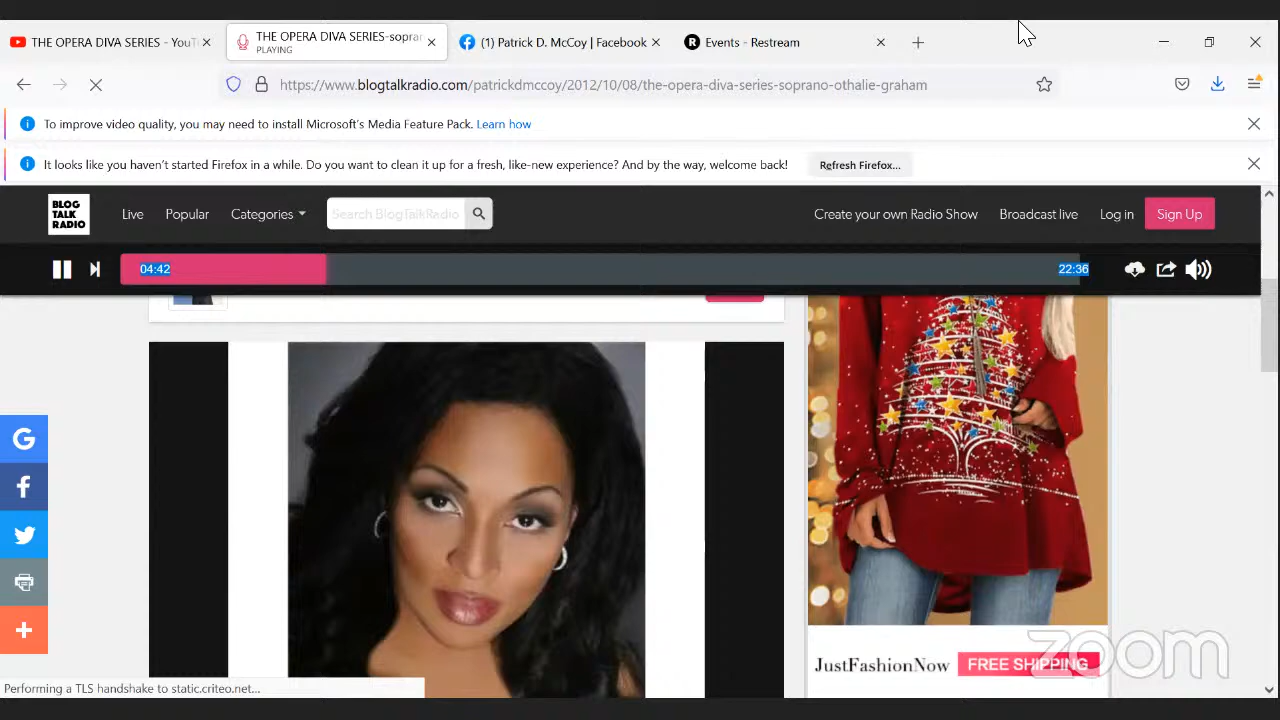 THE OPERA DIVA SERIES - YouT
THE OPERA DIVA SERIES-sopra
PLAYING
(1) Patrick D. McCoy | Facebook
Events - Restream
https://www.blogtalkradio.com/patrickdmccoy/2012/10/08/the-opera-diva-series-soprano-othalie-graham
To improve video quality, you may need to install Microsoft's Media Feature Pack. Learn how
It looks like you haven't started Firefox in a while. Do you want to clean it up for a fresh, like-new experience? And by the way, welcome back! Refresh Firefox...
BLOG
TALK
RADIO
Live Popular Categories Search BlogTalkRadio Create your own Radio Show Broadcast live Log in Sign Up
04:42 22:36
JustFashionNow FREE SHIPPING
zoom
Performing a TLS handshake to static.criteo.net...